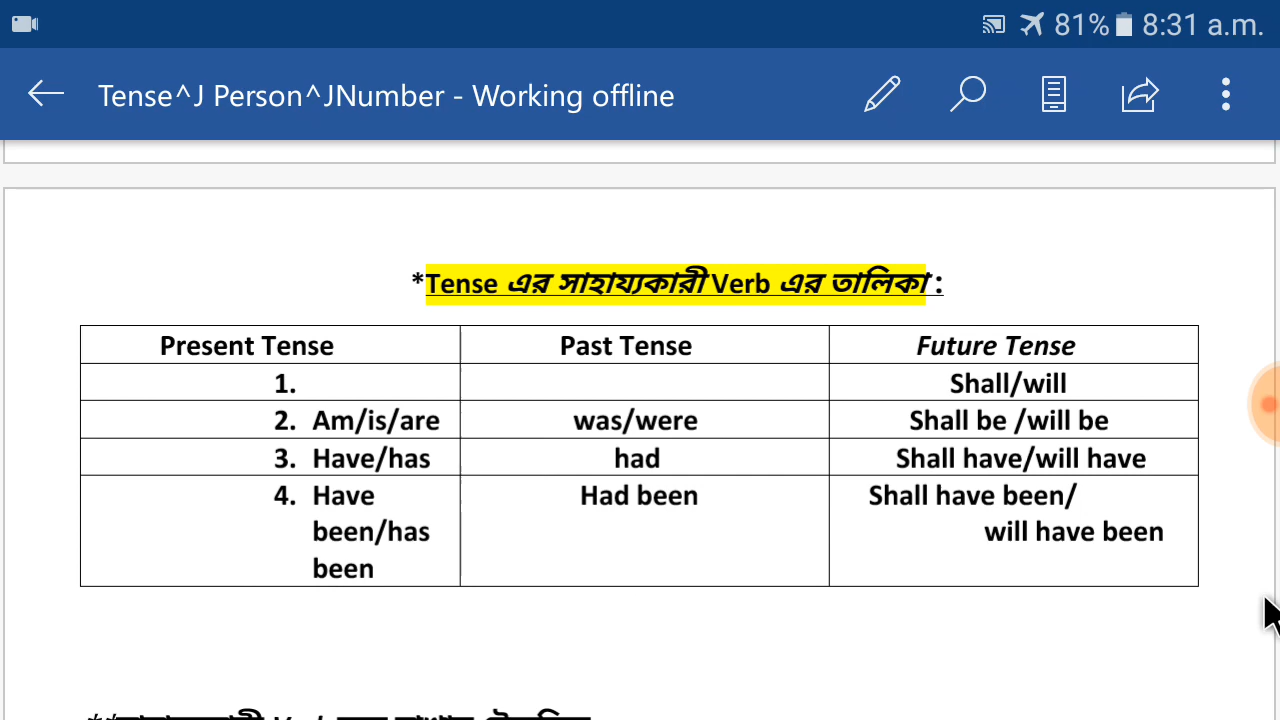 81% 8:31 a.m.
Tense^J Person^JNumber - Working offline
*Tense এর সাহায্যকারী Verb এর তালিকা :
Present Tense Past Tense Future Tense
1. Shall/will
2. Am/is/are was/were Shall be /will be
3. Have/has had Shall have/will have
4. Have Had been Shall have been/
been/has will have been
been